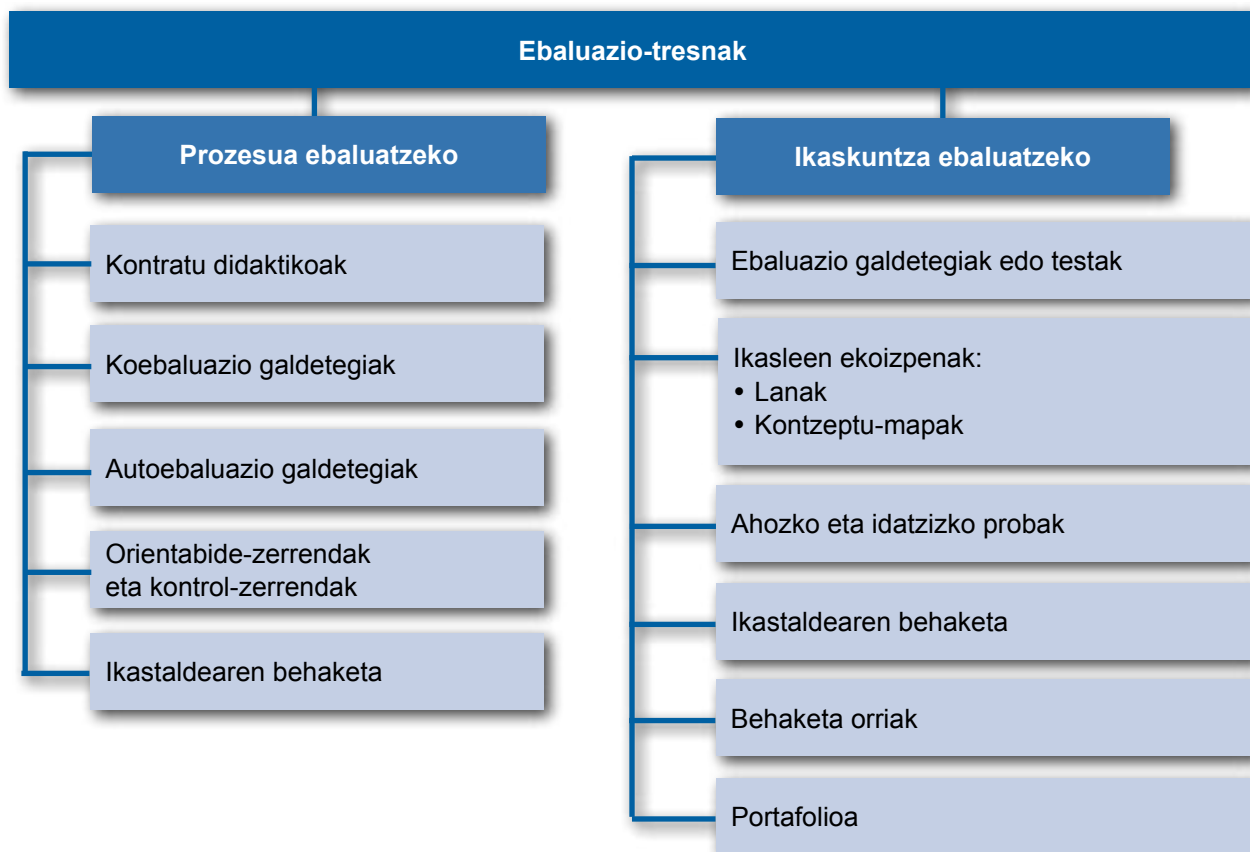 Ebaluazio-tresnak
Prozesua ebaluatzeko
Kontratu didaktikoak
Koebaluazio galdetegiak
Autoebaluazio galdetegiak
Orientabide-zerrendak
eta kontrol-zerrendak
Ikastaldearen behaketa
Ikaskuntza ebaluatzeko
Ebaluazio galdetegiak edo testak
Ikasleen ekoizpenak:
• Lanak
• Kontzeptu-mapak
Ahozko eta idatzizko probak
Ikastaldearen behaketa
Behaketa orriak
Portafolioa